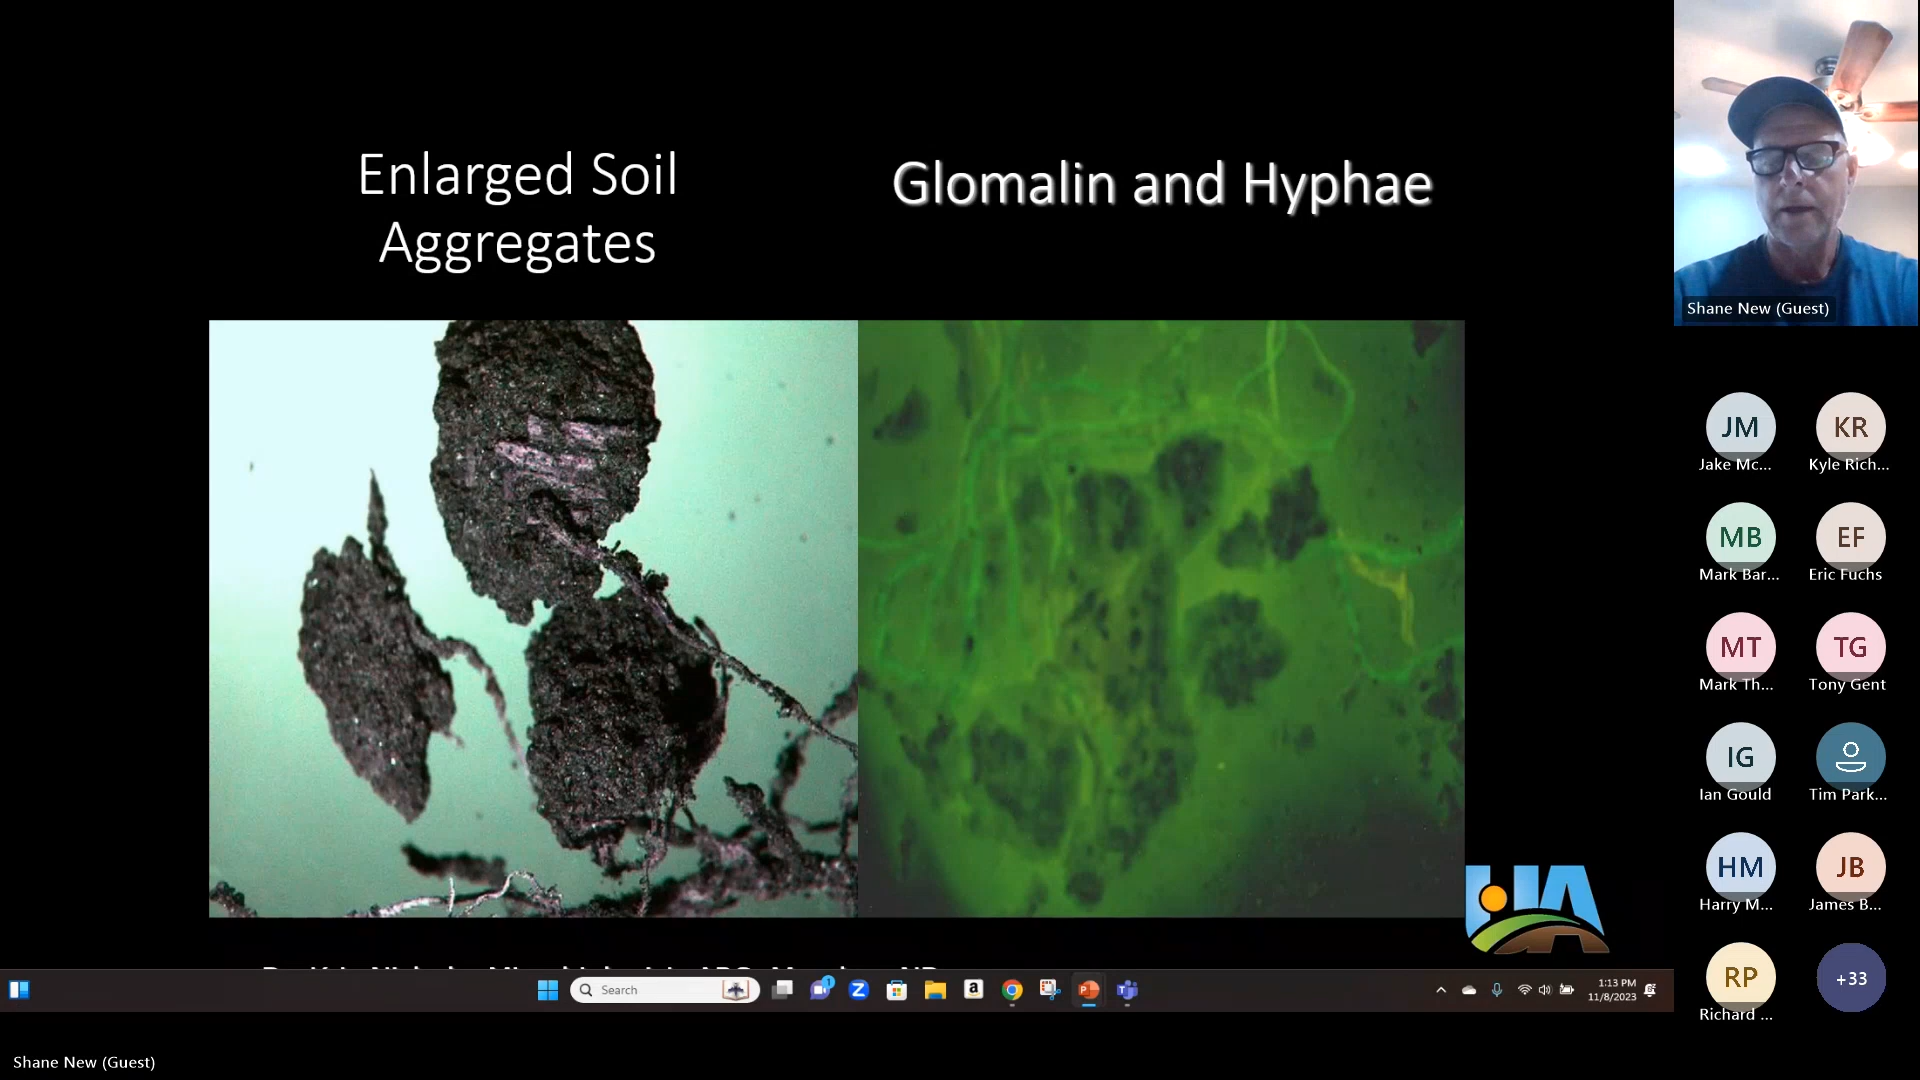 Enlarged Soil
Aggregates
Glomalin and Hyphae
Shane New (Guest)
JM
KR
Jake Mc...
Kyle Rich...
MB
EF
Mark Bar...
Eric Fuchs
MT
TG
Mark Th...
Tony Gent
IG
Ian Gould
Tim Park...
HM
JB
Harry M...
James B...
RP
+33
Richard ...
UA
Search
1
1:13 PM
11/8/2023
Shane New (Guest)